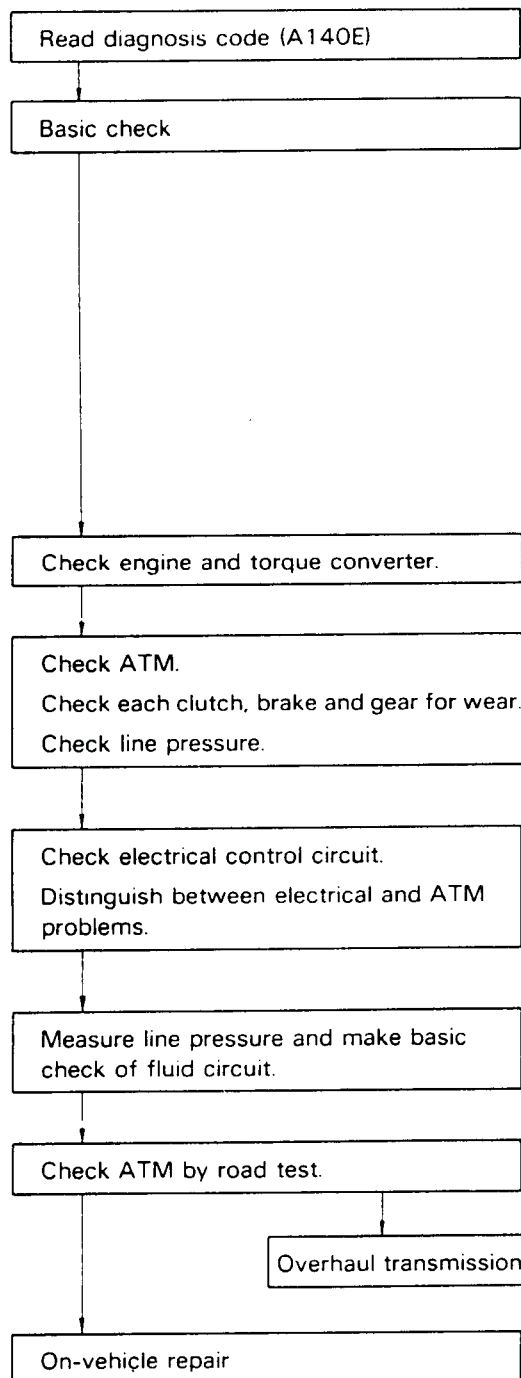 Read diagnosis code (A140E)
Basic check
Check engine and torque converter.
Check ATM.
Check each clutch, brake and gear for wear.
Check line pressure.
Check electrical control circuit.
Distinguish between electrical and ATM
problems.
Measure line pressure and make basic
check of fluid circuit.
Check ATM by road test.
Overhaul transmission
On-vehicle repair